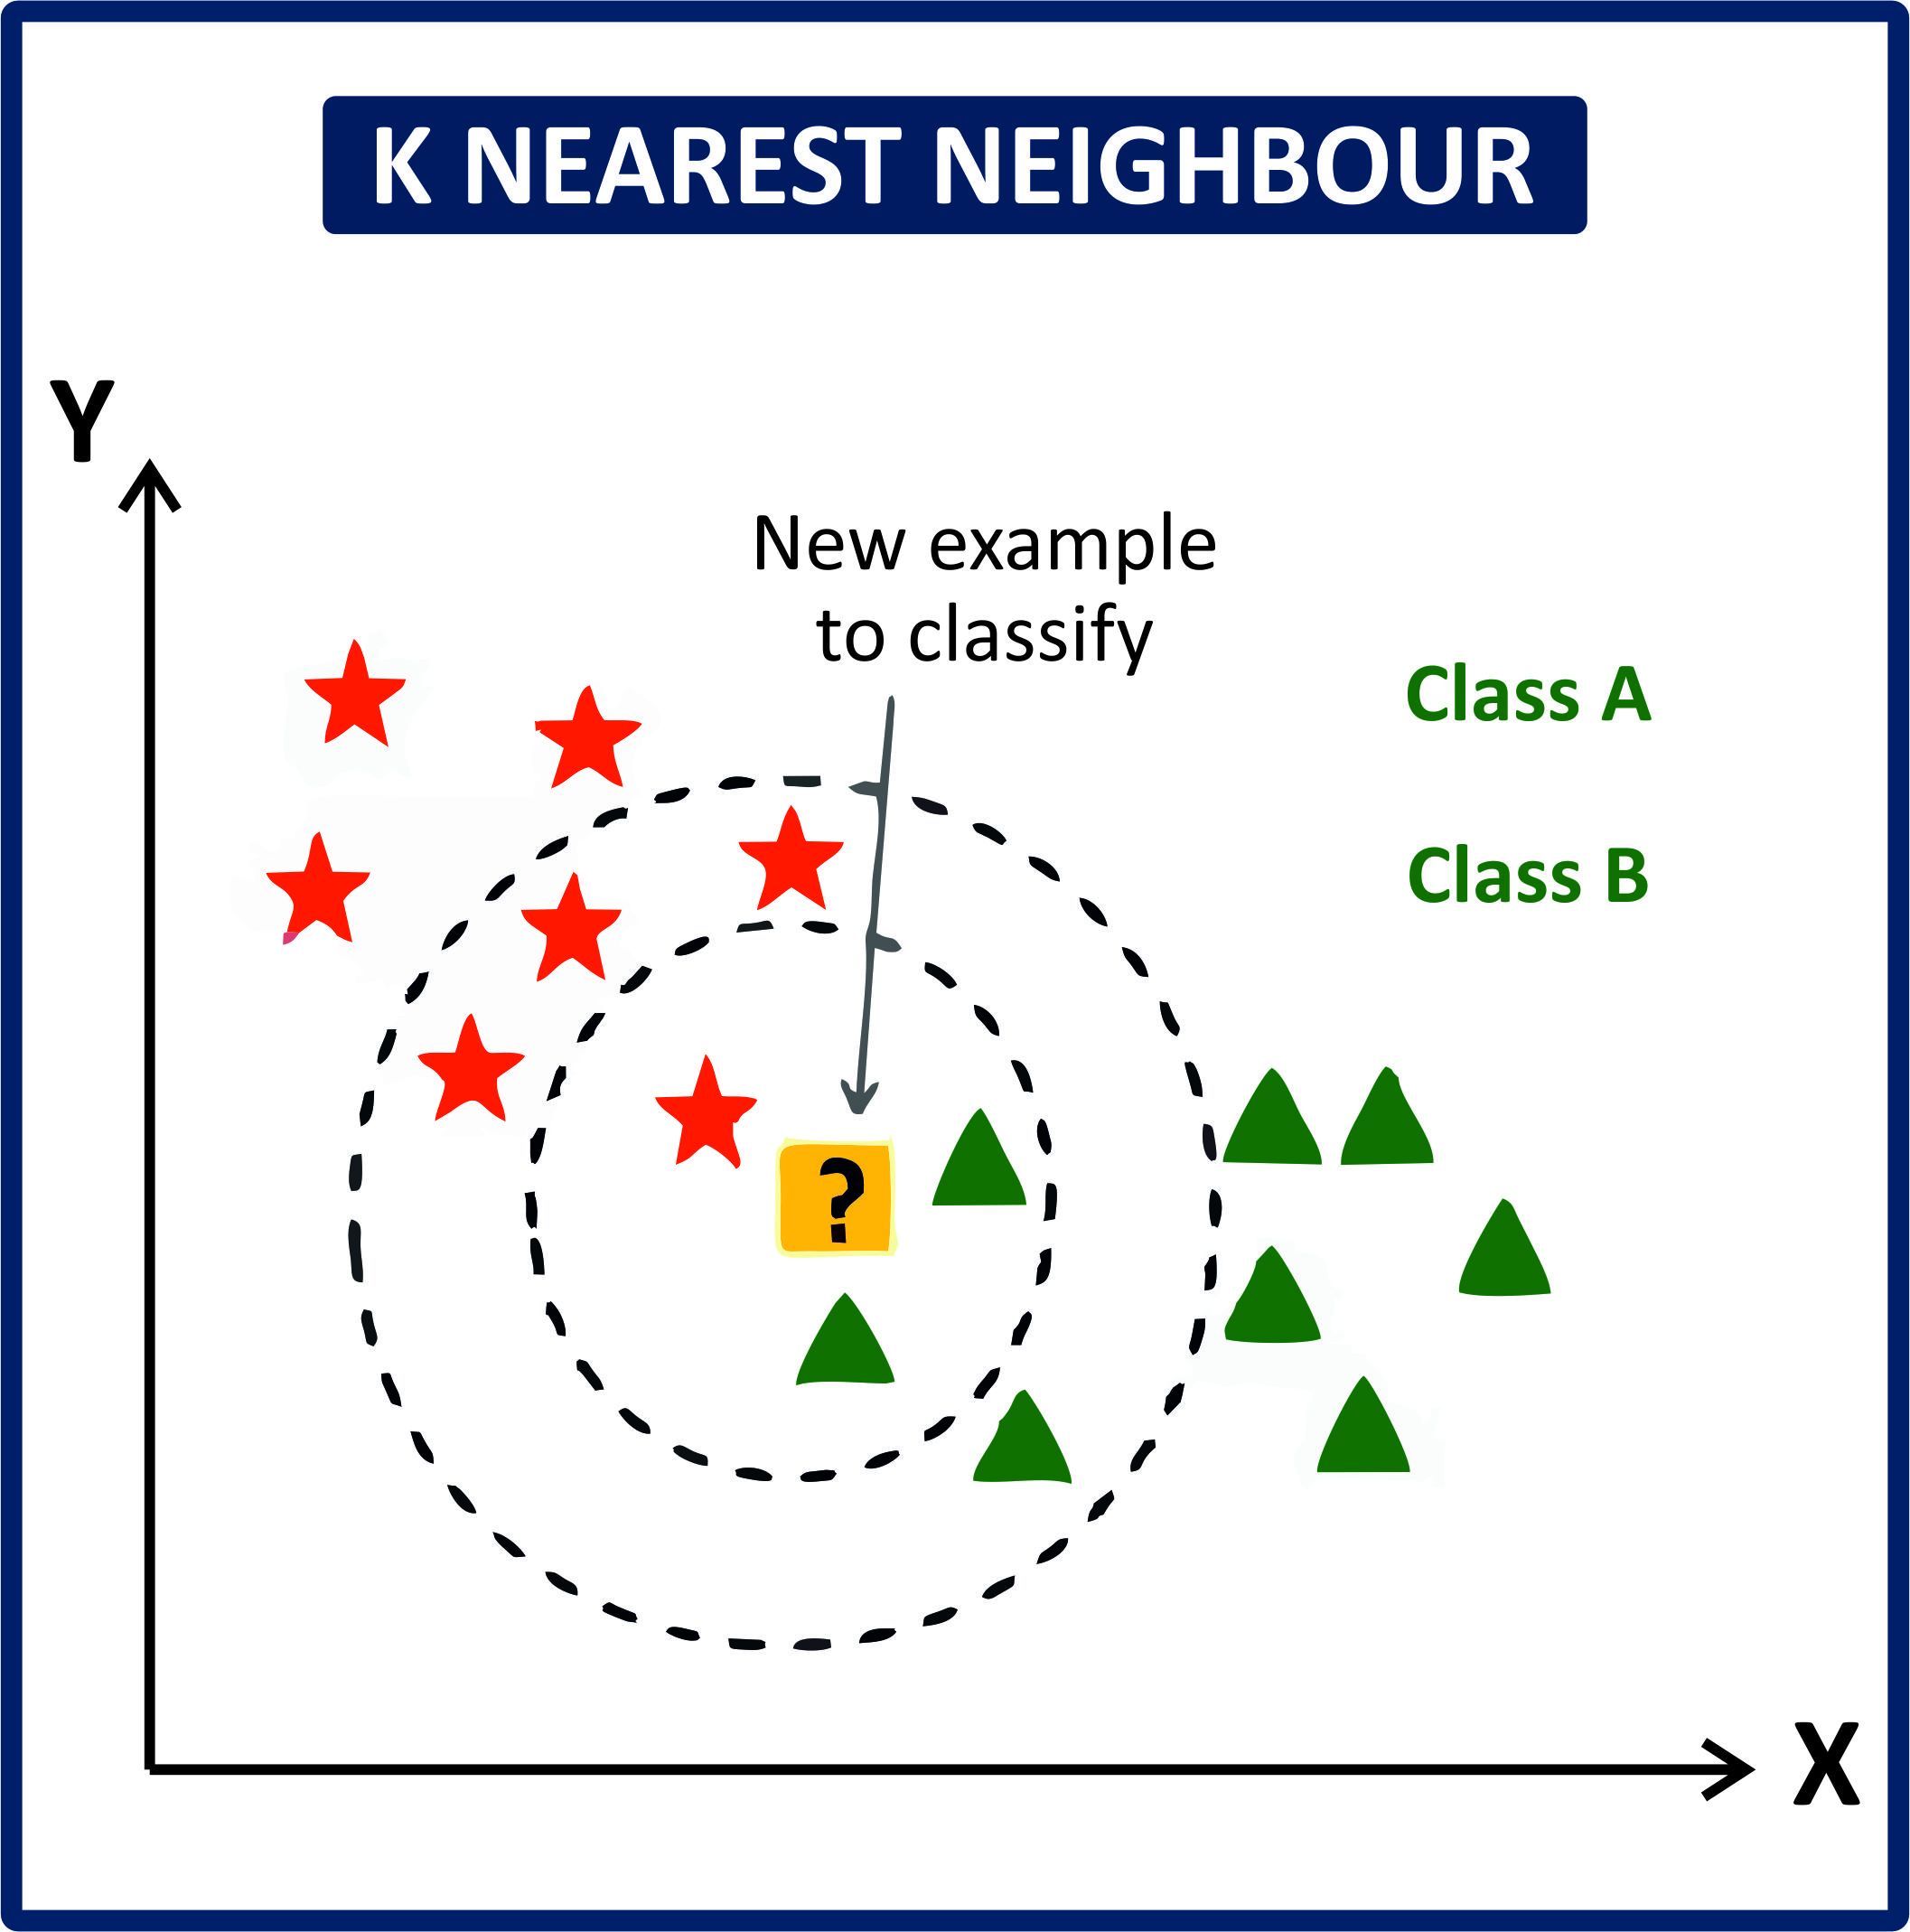 K NEAREST NEIGHBOUR
Y
New example
to classify
Class A
Class B
?
X